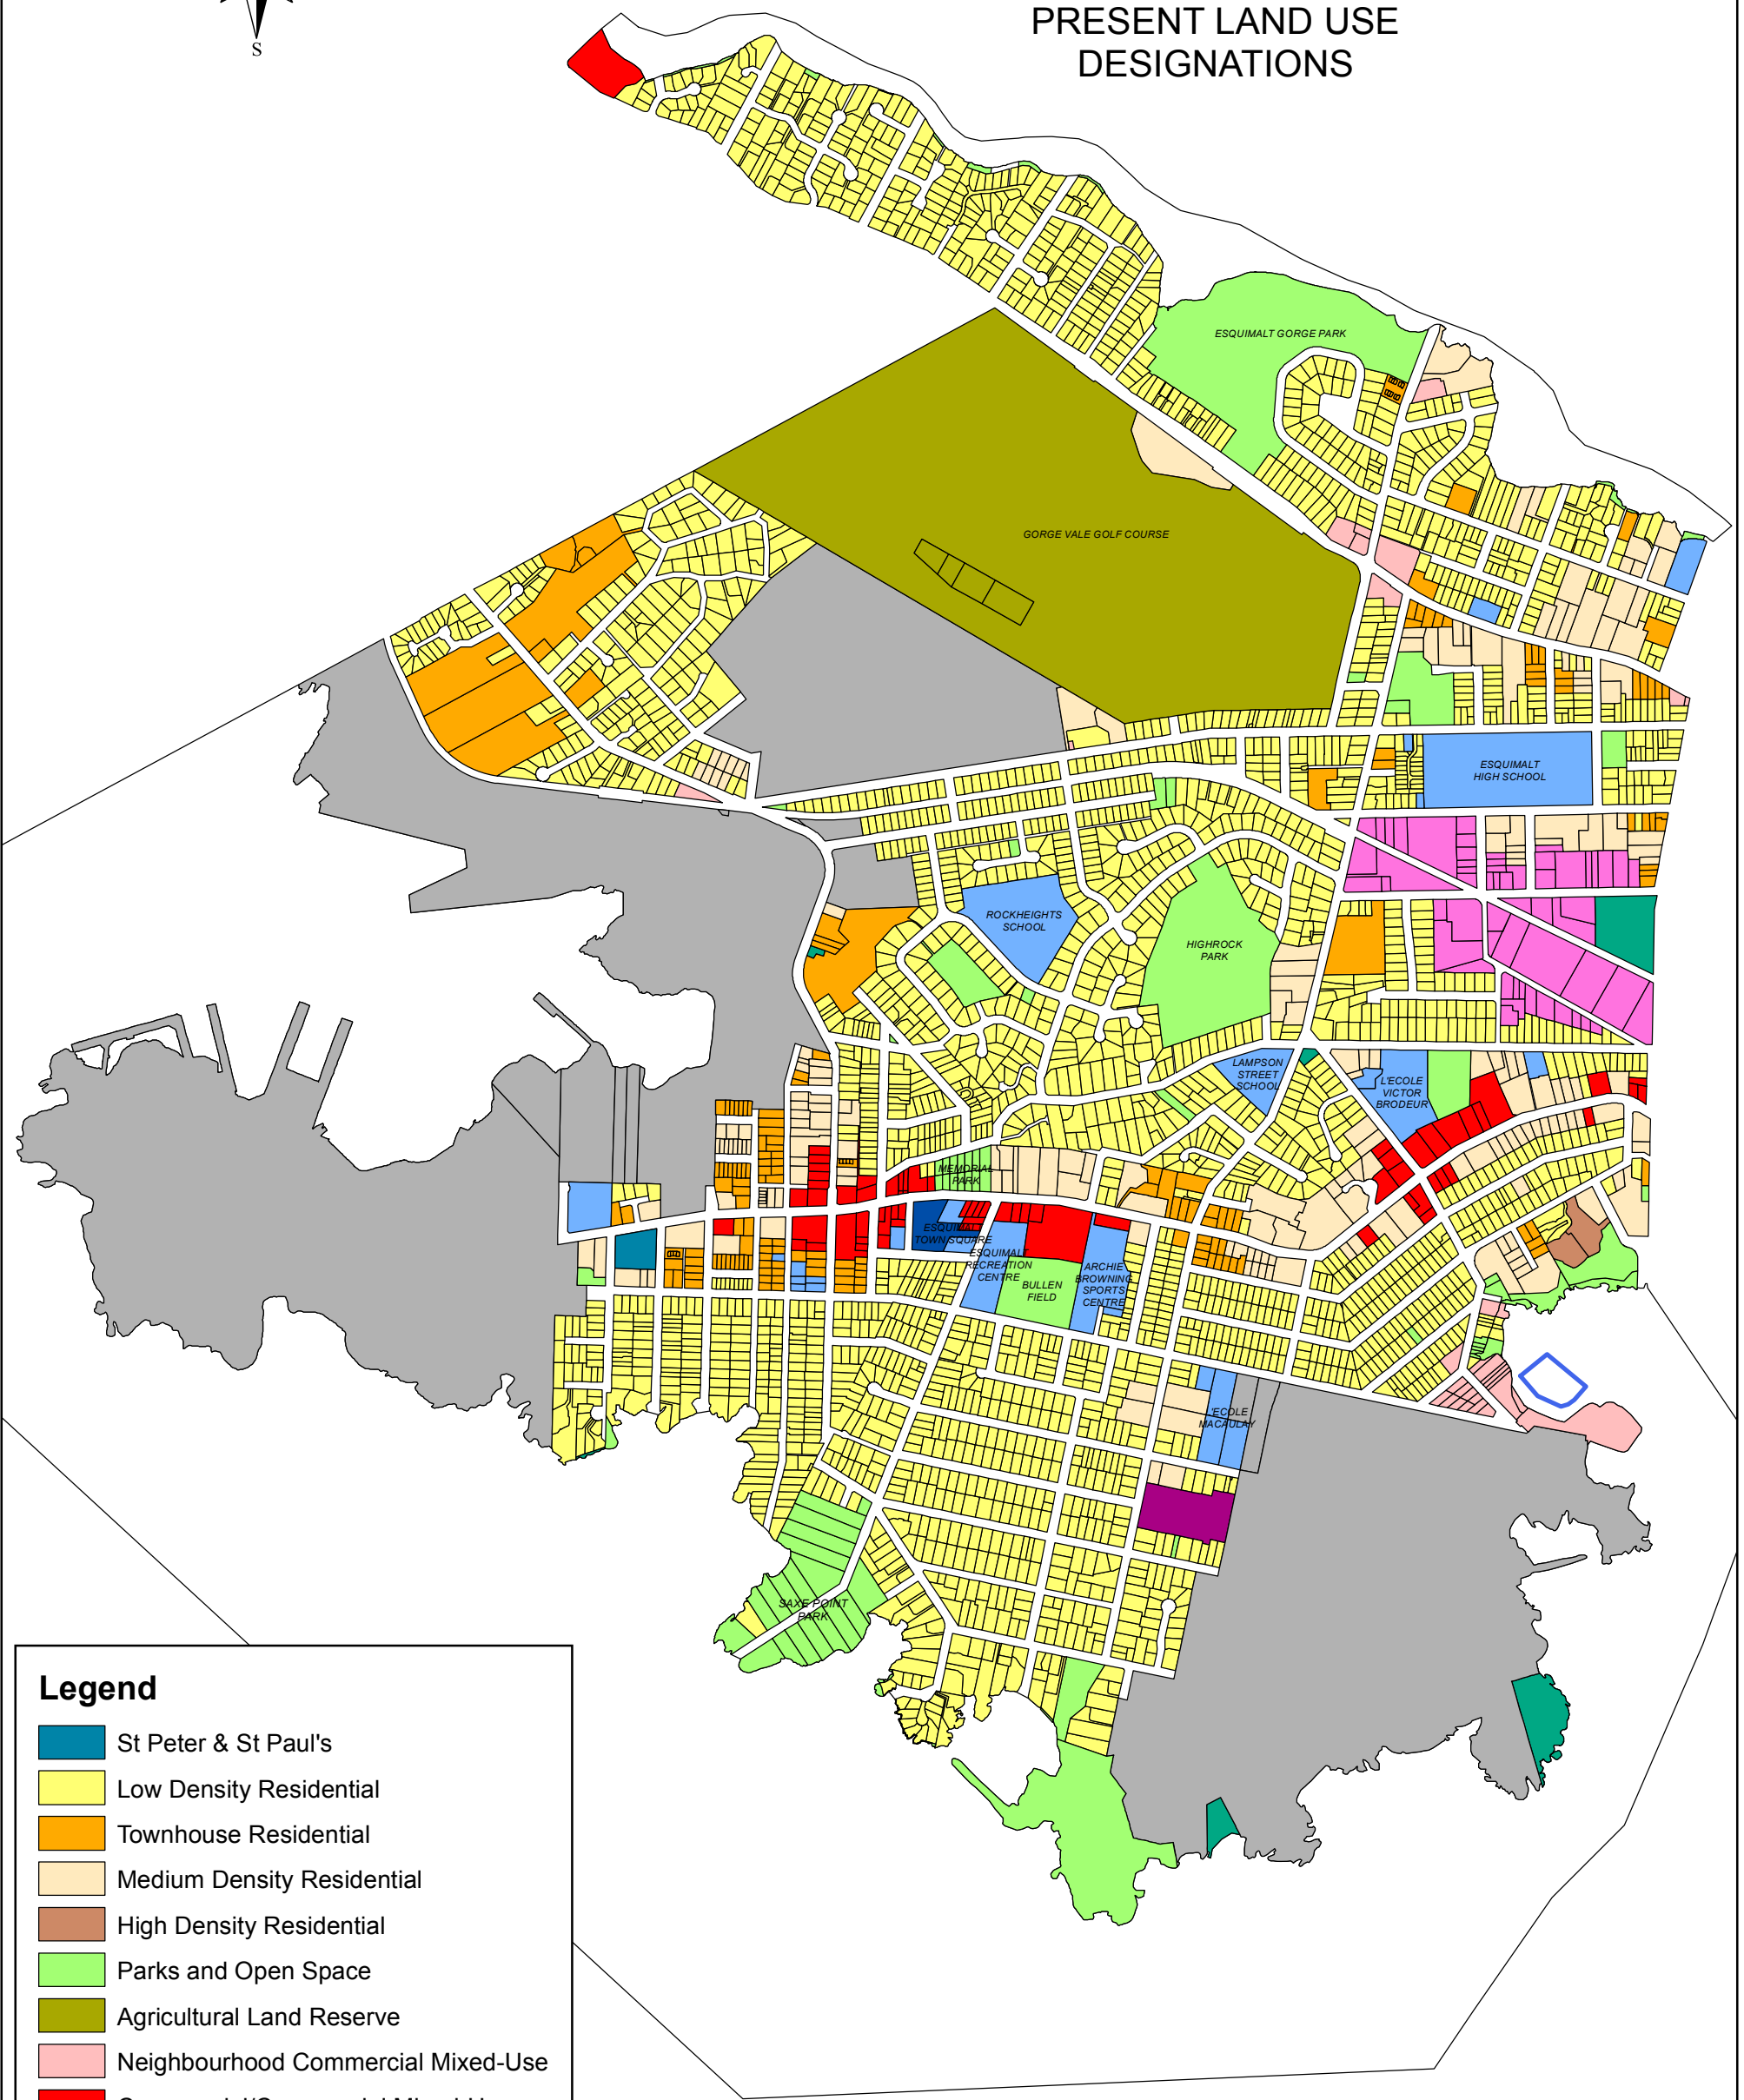 S
PRESENT LAND USE
DESIGNATIONS
ESQUIMALT GORGE PARK
GORGE VALE GOLF COURSE
ESQUIMALT
HIGH SCHOOL
ROCKHEIGHTS
SCHOOL
HIGHROCK
PARK
LAMPSON
STREET
SCHOOL
L'ECOLE
VICTOR
BRODEUR
MEMORIAL
PARK
ESQUIMALT
TOWN SQUARE
ESQUIMALT
RECREATION
CENTRE
BULLEN
FIELD
ARCHIE
BROWNING
SPORTS
CENTRE
'ECOLE
MACAULAY
SAXE POINT
PARK
Legend
St Peter & St Paul's
Low Density Residential
Townhouse Residential
Medium Density Residential
High Density Residential
Parks and Open Space
Agricultural Land Reserve
Neighbourhood Commercial Mixed-Use